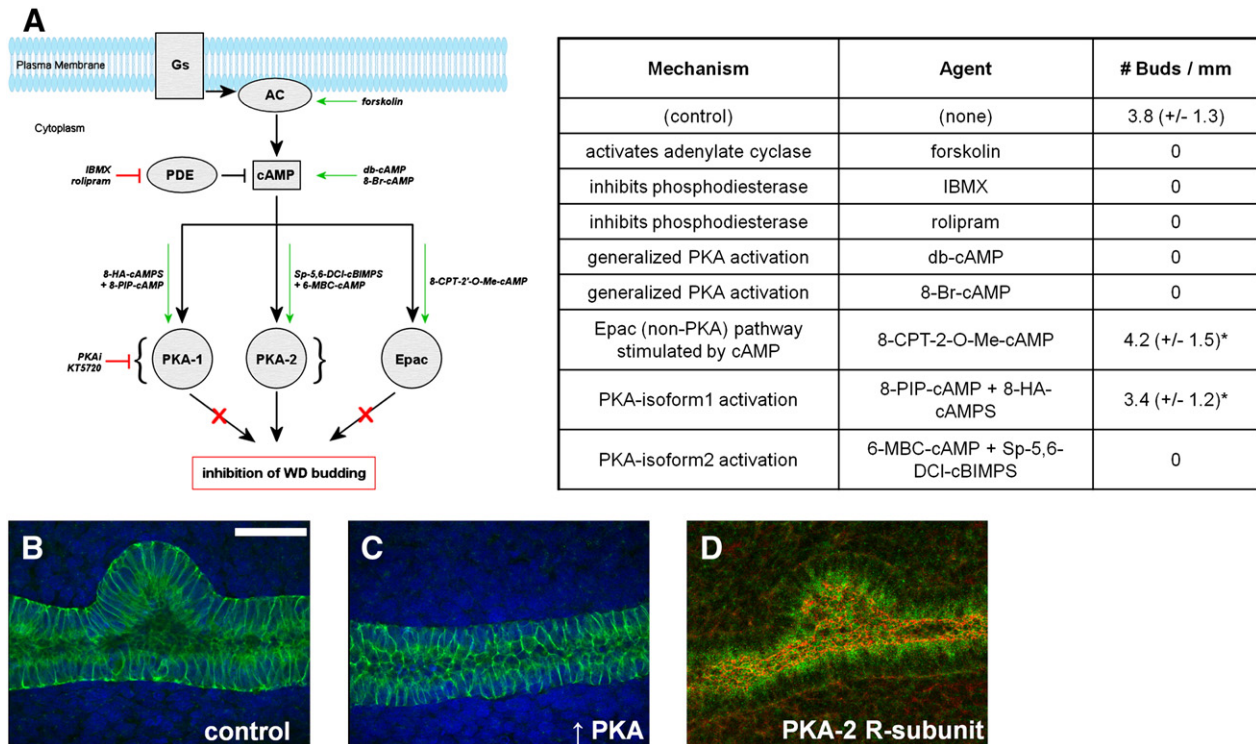 A
Plasma Membrane
Gs
AC
forskolin
Cytoplasm
IBMX
rolipram
PDE
cAMP
db-cAMP
8-Br-cAMP
8-HA-cAMPS
+ 8-PIP-cAMP
Sp-5,6-DCI-cBIMPS
+ 6-MBC-cAMP
8-CPT-2'-O-Me-cAMP
PKAi
KT5720
{ PKA-1
PKA-2 }
Epac
inhibition of WD budding
Mechanism Agent # Buds / mm
(control) (none) 3.8 (+/- 1.3)
activates adenylate cyclase forskolin 0
inhibits phosphodiesterase IBMX 0
inhibits phosphodiesterase rolipram 0
generalized PKA activation db-cAMP 0
generalized PKA activation 8-Br-cAMP 0
Epac (non-PKA) pathway
stimulated by cAMP 8-CPT-2-O-Me-cAMP 4.2 (+/- 1.5)*
PKA-isoform1 activation 8-PIP-cAMP + 8-HA-
cAMPS 3.4 (+/- 1.2)*
PKA-isoform2 activation 6-MBC-cAMP + Sp-5,6-
DCI-cBIMPS 0
B
control
C
↑ PKA
D
PKA-2 R-subunit